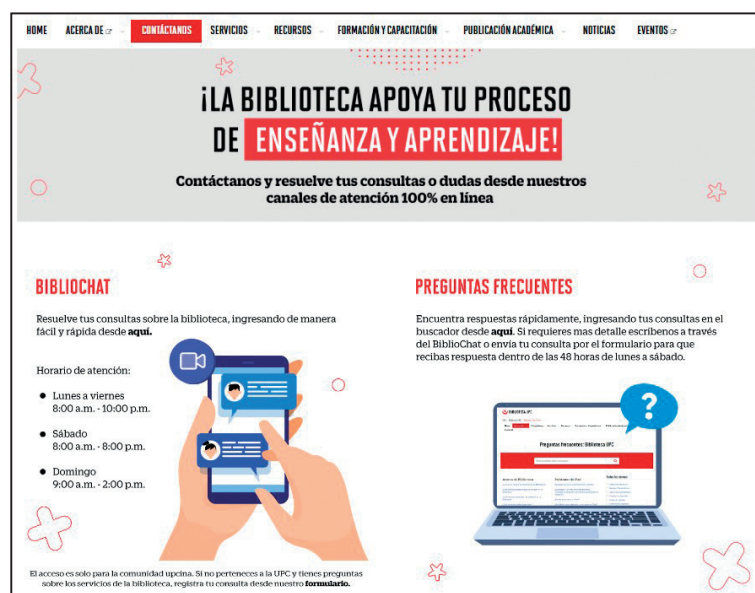 HOME ACERCA DE CONTÁCTANOS SERVICIOS RECURSOS FORMACIÓN Y CAPACITACIÓN PUBLICACIÓN ACADÉMICA NOTICIAS EVENTOS
¡LA BIBLIOTECA APOYA TU PROCESO
DE ENSEÑANZA Y APRENDIZAJE!
Contáctanos y resuelve tus consultas o dudas desde nuestros
canales de atención 100% en línea
BIBLIOCHAT
Resuelve tus consultas sobre la biblioteca, ingresando de manera
fácil y rápida desde aquí.
Horario de atención:
● Lunes a viernes
8:00 a.m. - 10:00 p.m.
● Sábado
8:00 a.m. - 8:00 p.m.
● Domingo
9:00 a.m. - 2:00 p.m.
El acceso es solo para la comunidad upcina. Si no perteneces a la UPC y tienes preguntas
sobre los servicios de la biblioteca, registra tu consulta desde nuestro formulario.
PREGUNTAS FRECUENTES
Encuentra respuestas rápidamente, ingresando tus consultas en el
buscador desde aquí. Si requieres mas detalle escríbenos a través
del BiblioChat o envía tu consulta por el formulario para que
recibas respuesta dentro de las 48 horas de lunes a sábado.
?
Preguntas Frecuentes: Biblioteca UPC